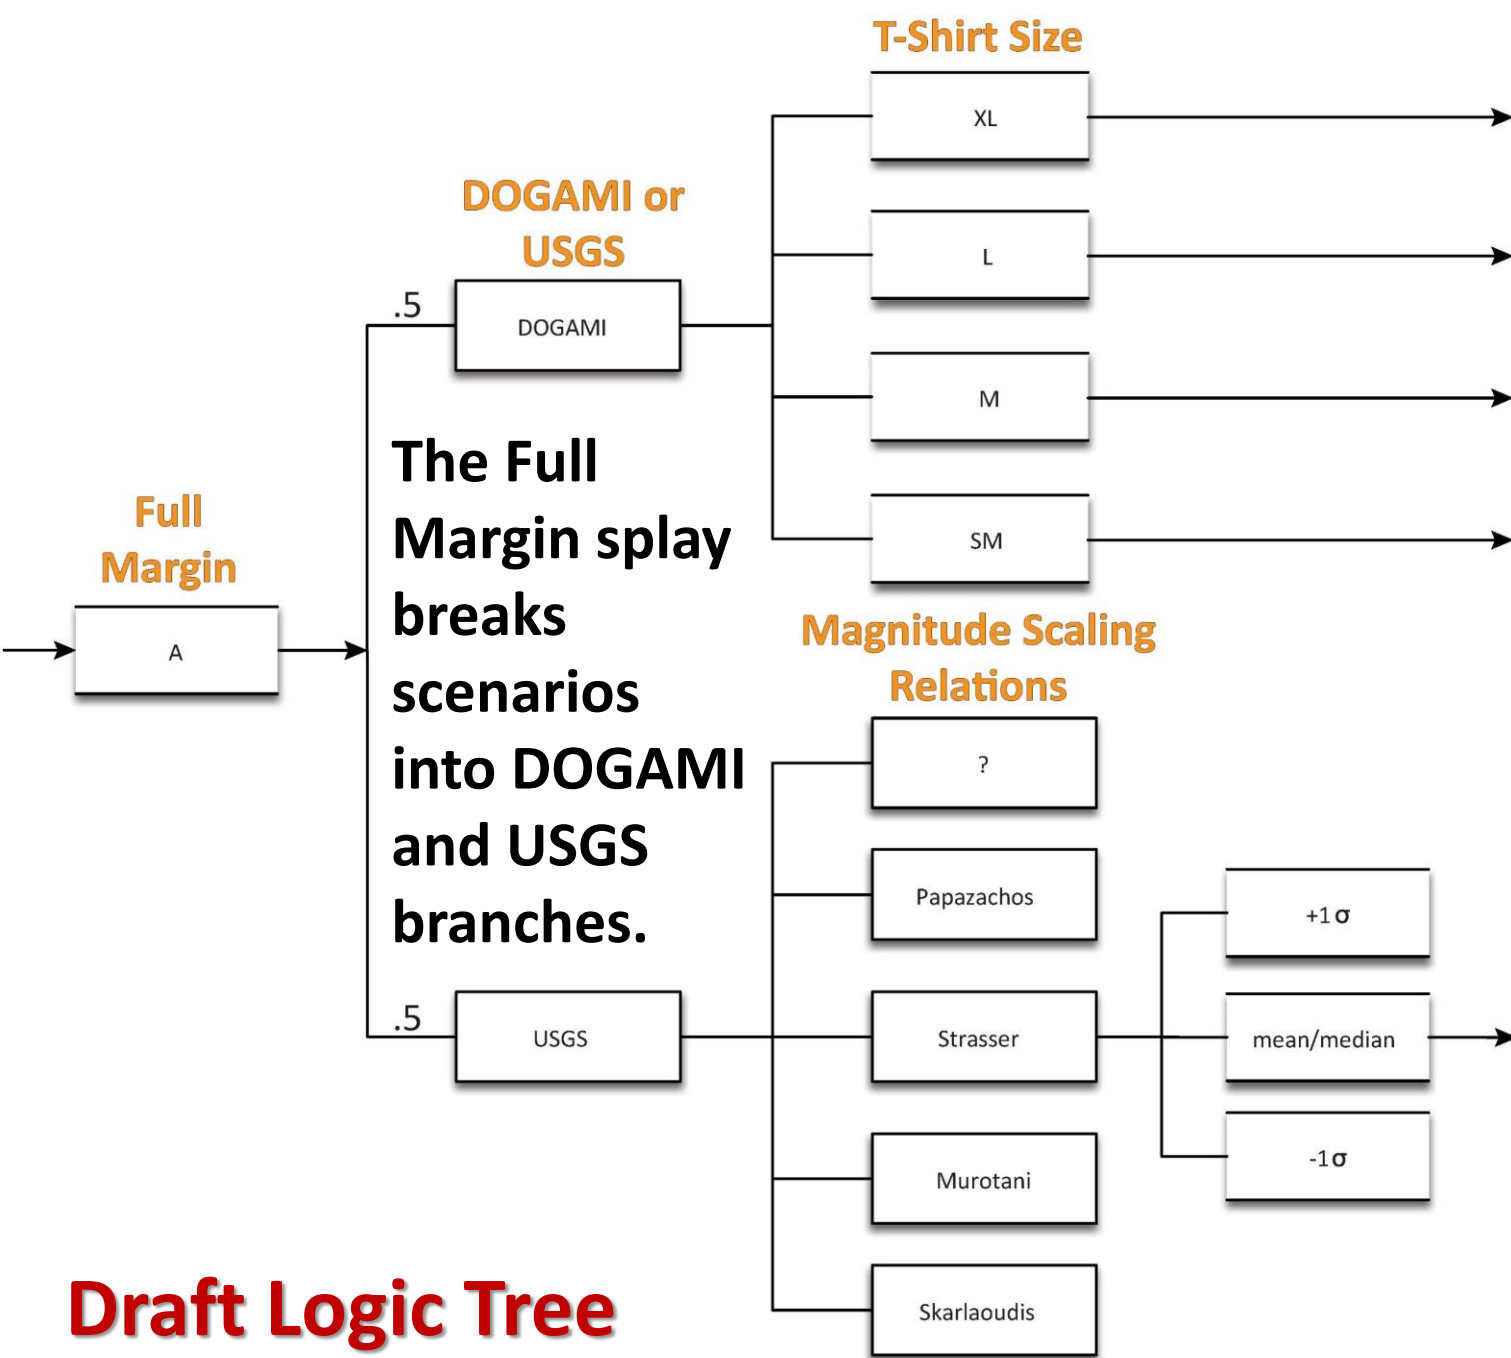 T-Shirt Size
XL
DOGAMI or
USGS
L
.5
DOGAMI
M
The Full
Margin splay
breaks
scenarios
into DOGAMI
and USGS
branches.
Full
Margin
A
SM
Magnitude Scaling
Relations
?
Papazachos
+1σ
.5
USGS
Strasser
mean/median
-1σ
Murotani
Skarlaoudis
Draft Logic Tree